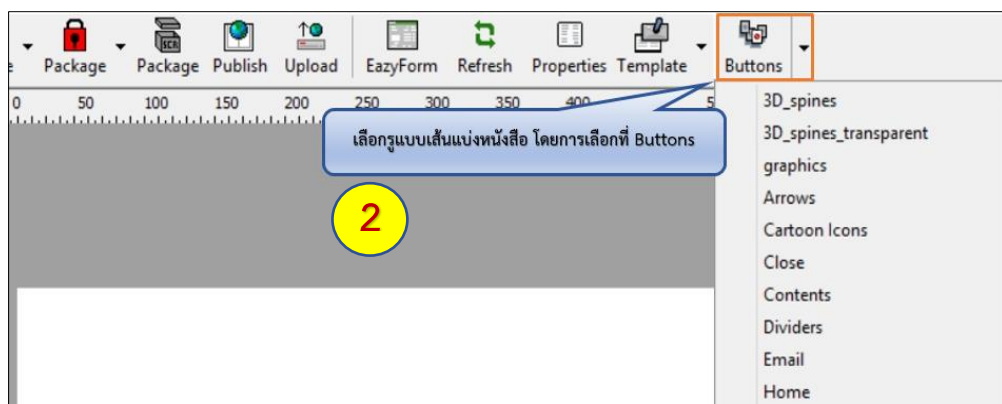 Package Package Publish Upload EazyForm Refresh Properties Template Buttons
0 50 100 150 200 250 300 350 400 5
เลือกรูแบบเส้นแบ่งหนังสือ โดยการเลือกที่ Buttons
2
3D_spines
3D_spines_transparent
graphics
Arrows
Cartoon Icons
Close
Contents
Dividers
Email
Home